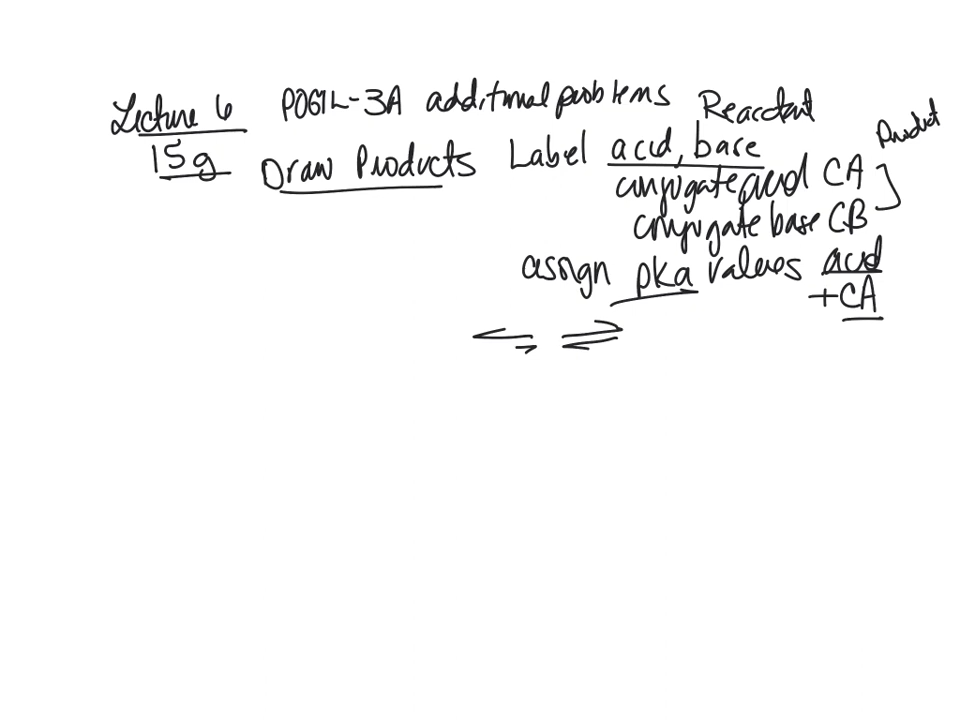 Lecture 6 POGIL-3A additional problems Reactant
15g Draw Products Label acid, base Product
conjugate acid CA
conjugate base CB
assign pka values acid
+CA